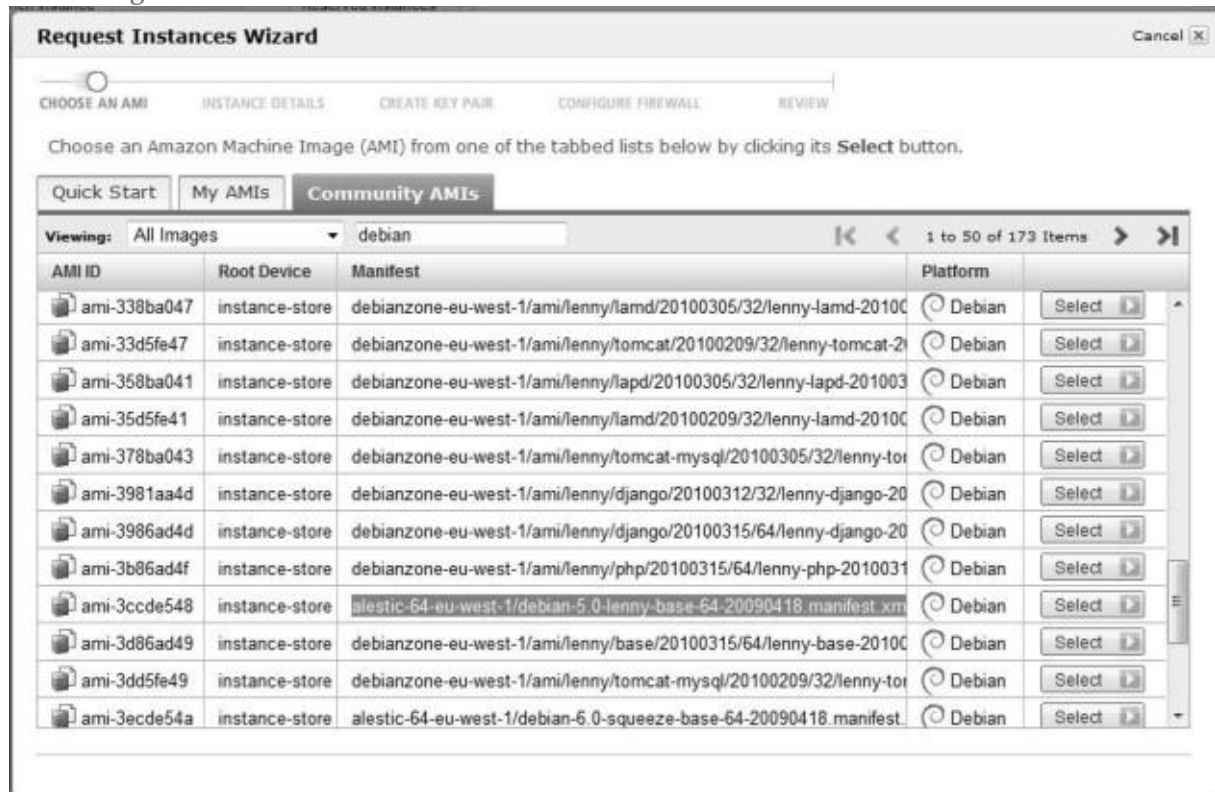 Request Instances Wizard
Cancel
CHOOSE AN AMI INSTANCE DETAILS CREATE KEY PAIR CONFIGURE FIREWALL REVIEW
Choose an Amazon Machine Image (AMI) from one of the tabbed lists below by clicking its Select button.
Quick Start My AMIs Community AMIs
Viewing: All Images debian 1 to 50 of 173 Items
AMI ID Root Device Manifest Platform
ami-338ba047 instance-store debianzone-eu-west-1/ami/lenny/lamd/20100305/32/lenny-lamd-2010 Debian Select
ami-33d5fe47 instance-store debianzone-eu-west-1/ami/lenny/tomcat/20100209/32/lenny-tomcat-2 Debian Select
ami-358ba041 instance-store debianzone-eu-west-1/ami/lenny/lapd/20100305/32/lenny-lapd-201003 Debian Select
ami-35d5fe41 instance-store debianzone-eu-west-1/ami/lenny/lamd/20100209/32/lenny-lamd-2010 Debian Select
ami-378ba043 instance-store debianzone-eu-west-1/ami/lenny/tomcat-mysql/20100305/32/lenny-to Debian Select
ami-3981aa4d instance-store debianzone-eu-west-1/ami/lenny/django/20100312/32/lenny-django-20 Debian Select
ami-3986ad4d instance-store debianzone-eu-west-1/ami/lenny/django/20100315/64/lenny-django-20 Debian Select
ami-3b86ad4f instance-store debianzone-eu-west-1/ami/lenny/php/20100315/64/lenny-php-2010031 Debian Select
ami-3ccde548 instance-store alestic-64-eu-west-1/debian-5.0-lenny-base-64-20090418.manifest.xm Debian Select
ami-3d86ad49 instance-store debianzone-eu-west-1/ami/lenny/base/20100315/64/lenny-base-2010 Debian Select
ami-3dd5fe49 instance-store debianzone-eu-west-1/ami/lenny/tomcat-mysql/20100209/32/lenny-to Debian Select
ami-3ecde54a instance-store alestic-64-eu-west-1/debian-6.0-squeeze-base-64-20090418.manifest. Debian Select